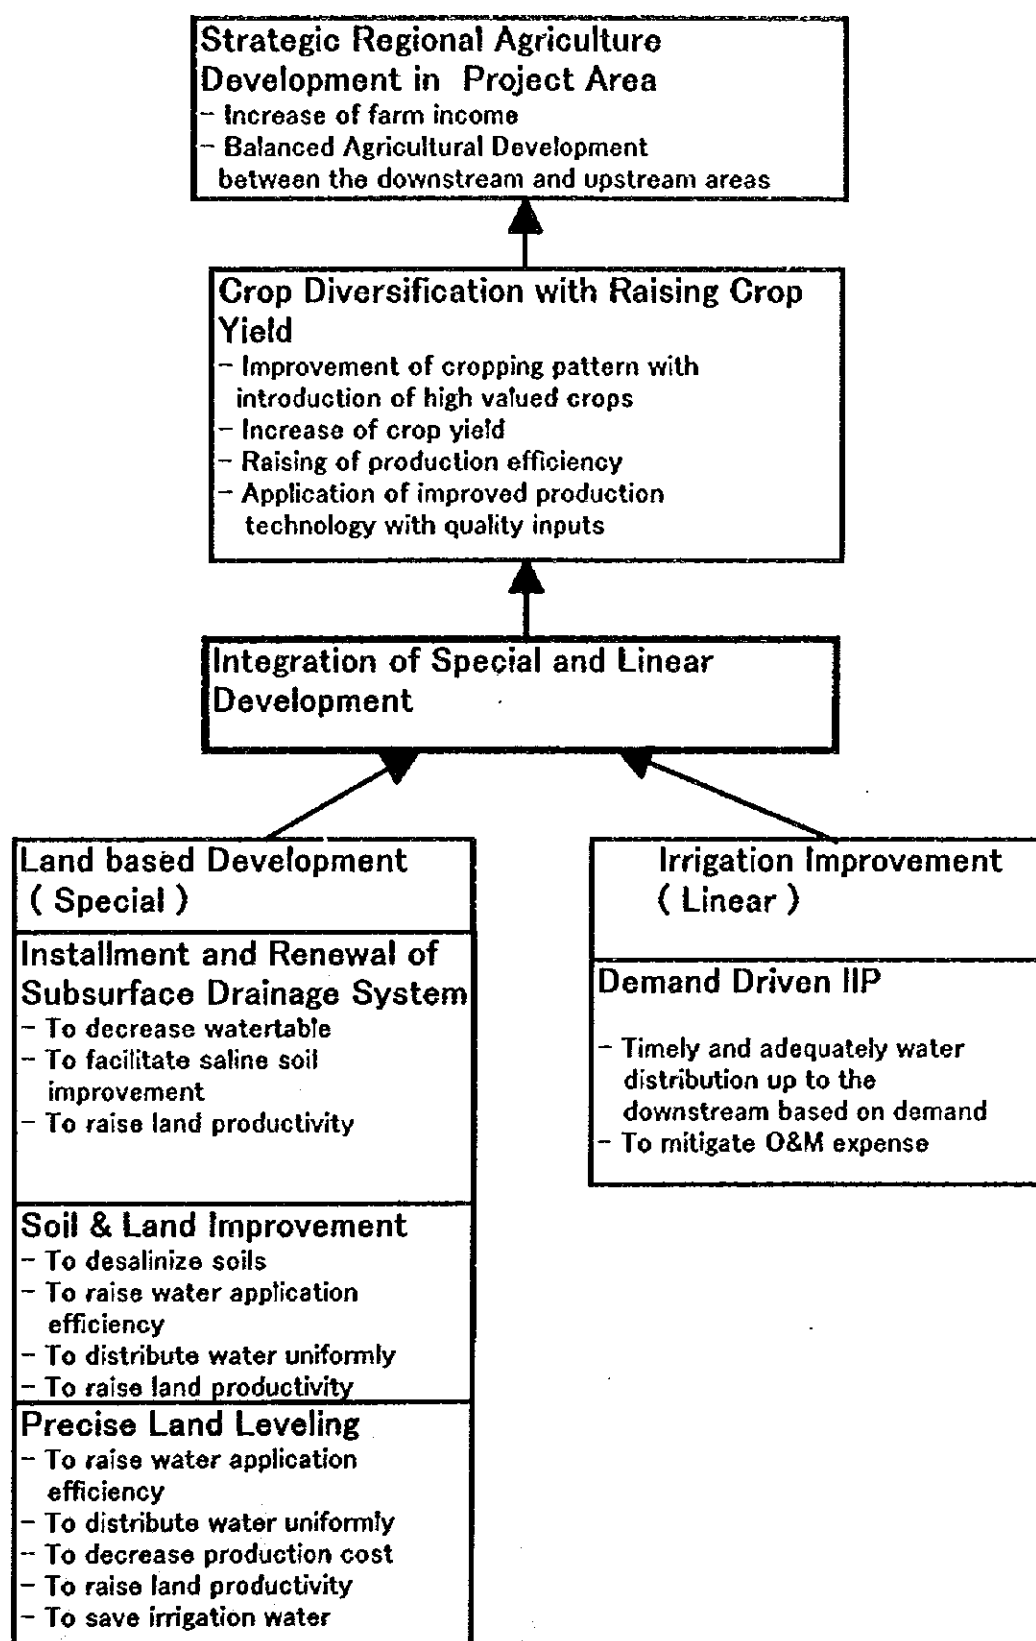 Strategic Regional Agriculture
Development in Project Area
- Increase of farm income
- Balanced Agricultural Development
between the downstream and upstream areas
Crop Diversification with Raising Crop
Yield
- Improvement of cropping pattern with
introduction of high valued crops
- Increase of crop yield
- Raising of production efficiency
- Application of improved production
technology with quality inputs
Integration of Special and Linear
Development
Land based Development
( Special )
Installment and Renewal of
Subsurface Drainage System
- To decrease watertable
- To facilitate saline soil
improvement
- To raise land productivity
Soil & Land Improvement
- To desalinize soils
- To raise water application
efficiency
- To distribute water uniformly
- To raise land productivity
Precise Land Leveling
- To raise water application
efficiency
- To distribute water uniformly
- To decrease production cost
- To raise land productivity
- To save irrigation water
Irrigation Improvement
( Linear )
Demand Driven IIP
- Timely and adequately water
distribution up to the
downstream based on demand
- To mitigate O&M expense